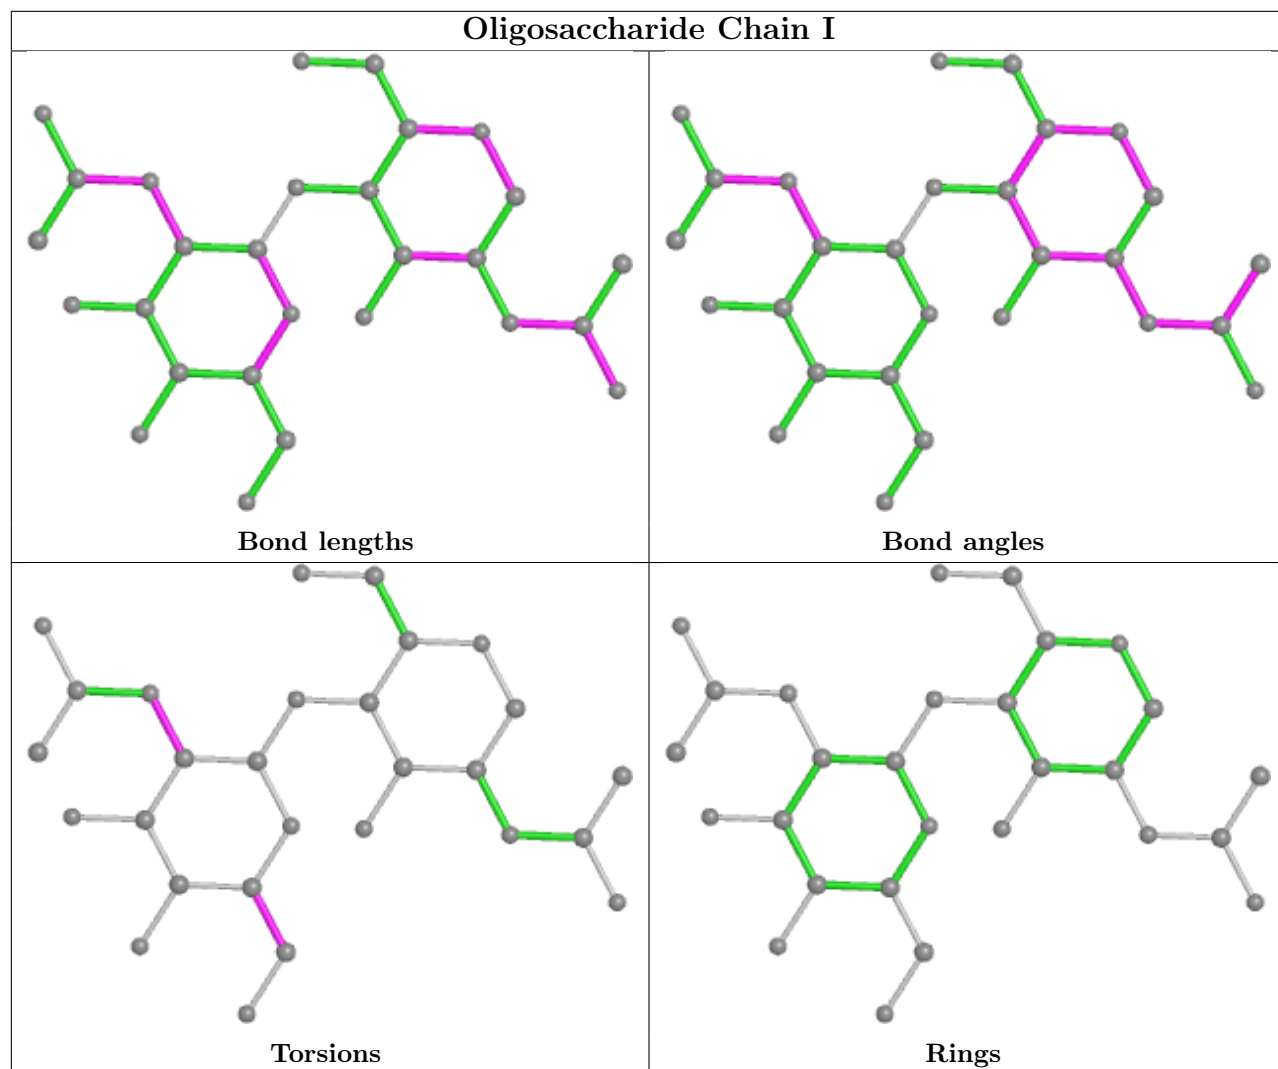 Oligosaccharide Chain I
Bond lengths
Bond angles
Torsions
Rings